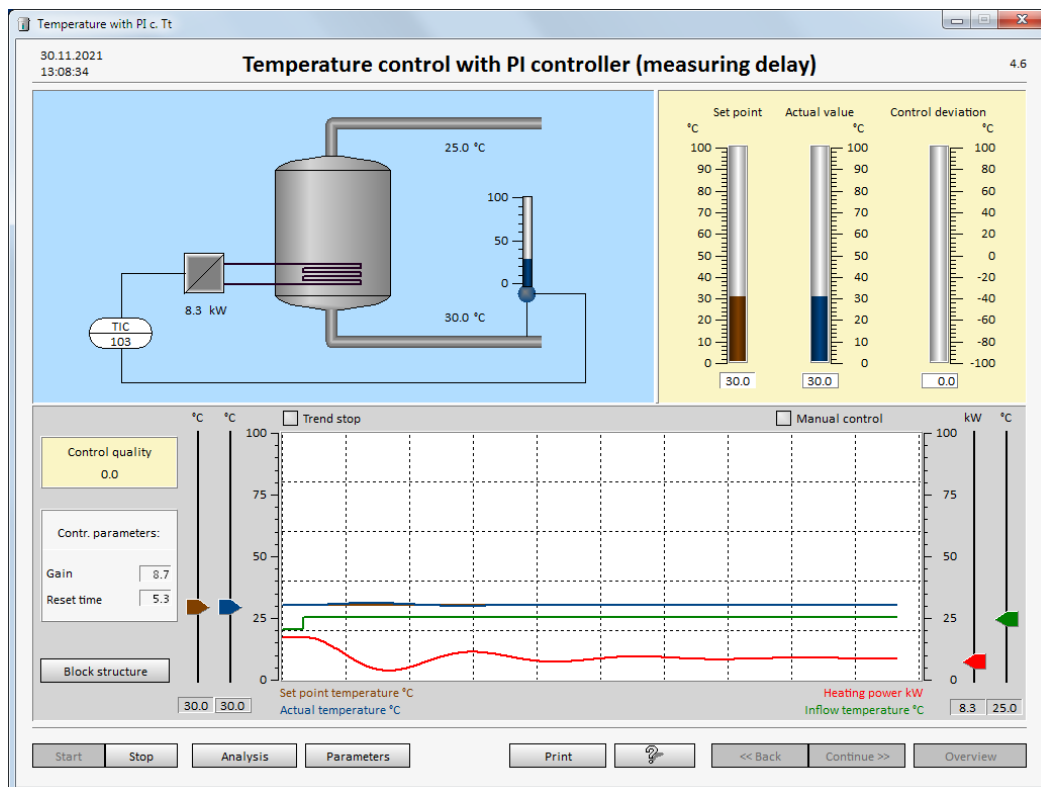 Temperature with PI c. Tt
30.11.2021
13:08:34
Temperature control with PI controller (measuring delay)
4.6
25.0 °C
100
50
0
8.3 kW
30.0 °C
TIC
103
Set point Actual value Control deviation
°C °C °C
100 100 100
90 90 80
80 80 60
70 70 40
60 60 20
50 50 0
40 40 -20
30 30 -40
20 20 -60
10 10 -80
0 0 -100
30.0 30.0 0.0
°C °C Trend stop Manual control kW °C
Control quality
0.0
Contr. parameters:
Gain 8.7
Reset time 5.3
Block structure
100 100
75 75
50 50
25 25
0 0
30.0 30.0
Set point temperature °C Heating power kW
Actual temperature °C Inflow temperature °C
8.3 25.0
Start Stop Analysis Parameters Print << Back Continue >> Overview